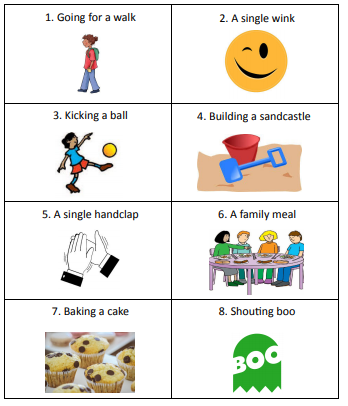 1. Going for a walk
2. A single wink
3. Kicking a ball
4. Building a sandcastle
5. A single handclap
6. A family meal
7. Baking a cake
8. Shouting boo
BOO